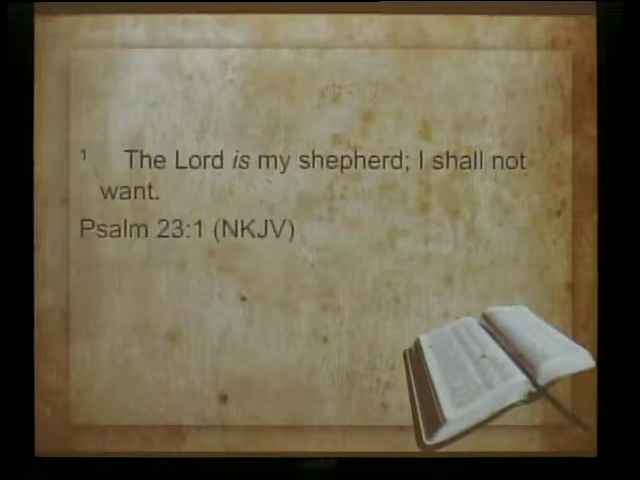 1 The Lord is my shepherd; I shall not
want.
Psalm 23:1 (NKJV)